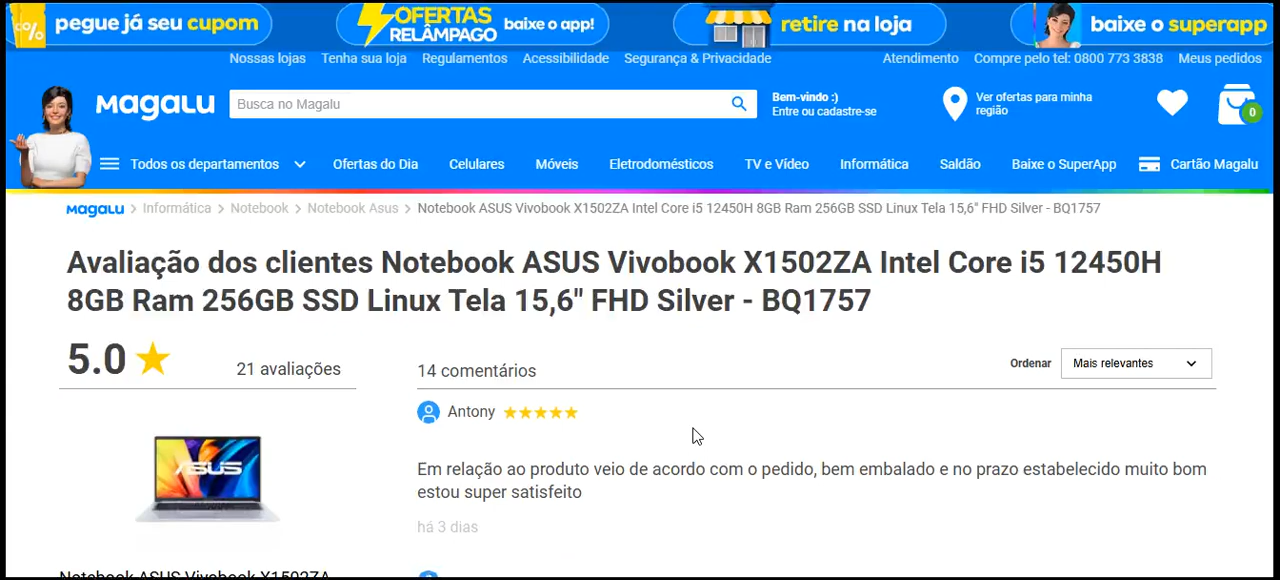 pegue já seu cupom
OFERTAS RELÂMPAGO baixe o app!
retire na loja
baixe o superapp
Nossas lojas Tenha sua loja Regulamentos Acessibilidade Segurança & Privacidade Atendimento Compre pelo tel: 0800 773 3838 Meus pedidos
MAGALU
Busca no Magalu
Bem-vindo :)
Entre ou cadastre-se
Ver ofertas para minha
região
0
Todos os departamentos Ofertas do Dia Celulares Móveis Eletrodomésticos TV e Vídeo Informática Saldão Baixe o SuperApp Cartão Magalu
MAGALU > Informática > Notebook > Notebook Asus > Notebook ASUS Vivobook X1502ZA Intel Core i5 12450H 8GB Ram 256GB SSD Linux Tela 15,6" FHD Silver - BQ1757
Avaliação dos clientes Notebook ASUS Vivobook X1502ZA Intel Core i5 12450H
8GB Ram 256GB SSD Linux Tela 15,6" FHD Silver - BQ1757
5.0 21 avaliações
14 comentários
Ordenar Mais relevantes
Antony
ASUS
Em relação ao produto veio de acordo com o pedido, bem embalado e no prazo estabelecido muito bom
estou super satisfeito
há 3 dias
Notebook ASUS Vivobook X1502ZA